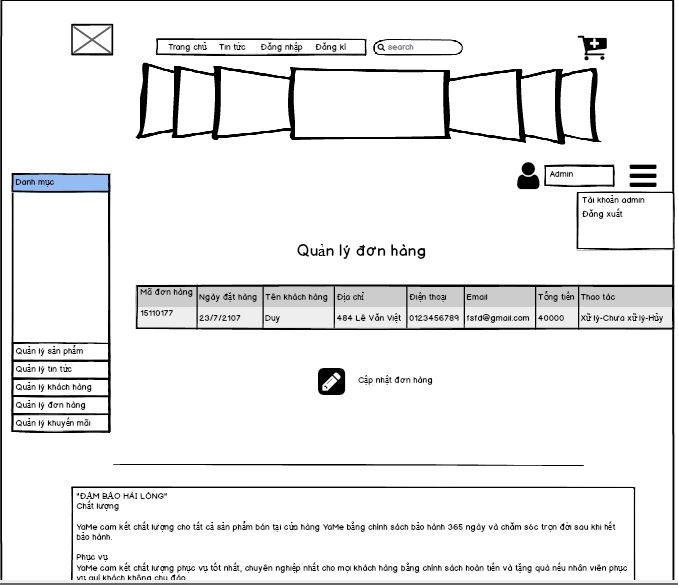 Trang chủ Tin tức Đăng nhập Đăng kí search
Admin
Danh mục
Tài khoản admin
Đăng xuất
Quản lý đơn hàng
Mã đơn hàng Ngày đặt hàng Tên khách hàng Địa chỉ Điện thoại Email Tổng tiền Thao tác
15110177 23/7/2107 Duy 484 Lê Văn Việt 0123456789 fsfd@gmail.com 40000 Xử lý-Chưa xử lý-Hủy
Quản lý sản phẩm
Quản lý tin tức
Quản lý khách hàng
Quản lý đơn hàng
Quản lý khuyến mãi
Cập nhật đơn hàng
"ĐẢM BẢO HÀI LÒNG"
Chất lượng
YaMe cam kết chất lượng cho tất cả sản phẩm bán tại cửa hàng YaMe bằng chính sách bảo hành 365 ngày và chăm sóc trọn đời sau khi hết
bảo hành.
Phục vụ
YaMe cam kết chất lượng phục vụ tốt nhất, chuyên nghiệp nhất cho mọi khách hàng bằng chính sách hoàn tiền và tặng quà nếu nhân viên phục
vụ quí khách không chu đáo